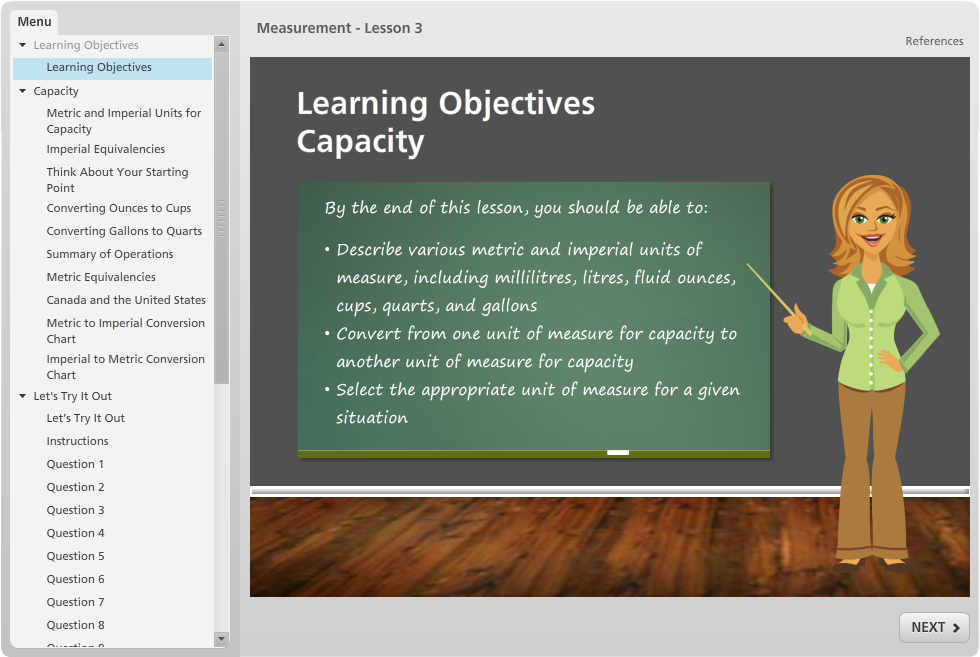 Menu
Learning Objectives
Learning Objectives
Capacity
Metric and Imperial Units for
Capacity
Imperial Equivalencies
Think About Your Starting
Point
Converting Ounces to Cups
Converting Gallons to Quarts
Summary of Operations
Metric Equivalencies
Canada and the United States
Metric to Imperial Conversion
Chart
Imperial to Metric Conversion
Chart
Let's Try It Out
Let's Try It Out
Instructions
Question 1
Question 2
Question 3
Question 4
Question 5
Question 6
Question 7
Question 8
Measurement - Lesson 3
References
Learning Objectives
Capacity
By the end of this lesson, you should be able to:
• Describe various metric and imperial units of
measure, including millilitres, litres, fluid ounces,
cups, quarts, and gallons
• Convert from one unit of measure for capacity to
another unit of measure for capacity
• Select the appropriate unit of measure for a given
situation
NEXT